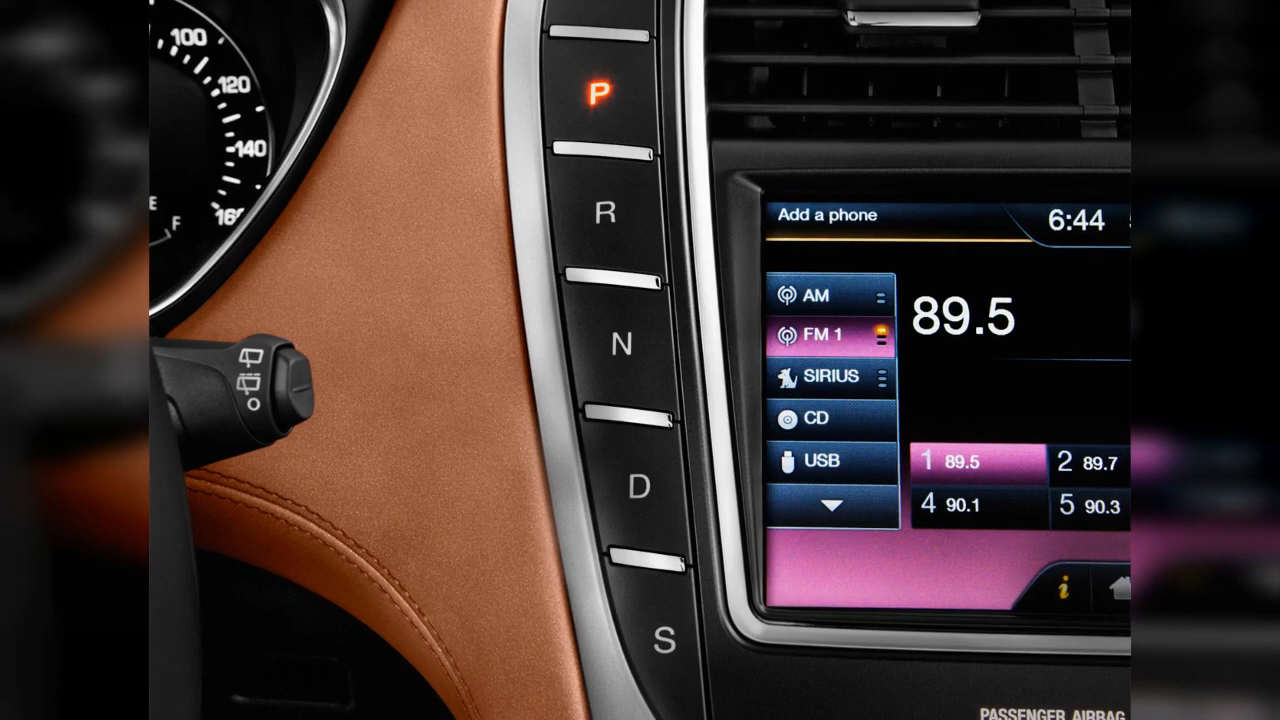 100
120
140
160
E
F
P
R
N
D
S
Add a phone
6:44
AM
FM 1
SIRIUS
CD
USB
89.5
1 89.5
2 89.7
4 90.1
5 90.3
i
PASSENGER AIRBAG